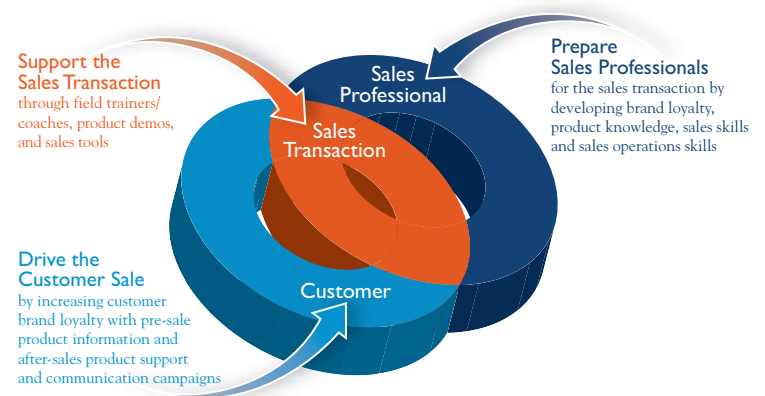 Support the
Sales Transaction
through field trainers/
coaches, product demos,
and sales tools
Sales
Professional
Sales
Transaction
Prepare
Sales Professionals
for the sales transaction by
developing brand loyalty,
product knowledge, sales skills
and sales operations skills
Drive the
Customer Sale
by increasing customer
brand loyalty with pre-sale
product information and
after-sales product support
and communication campaigns
Customer